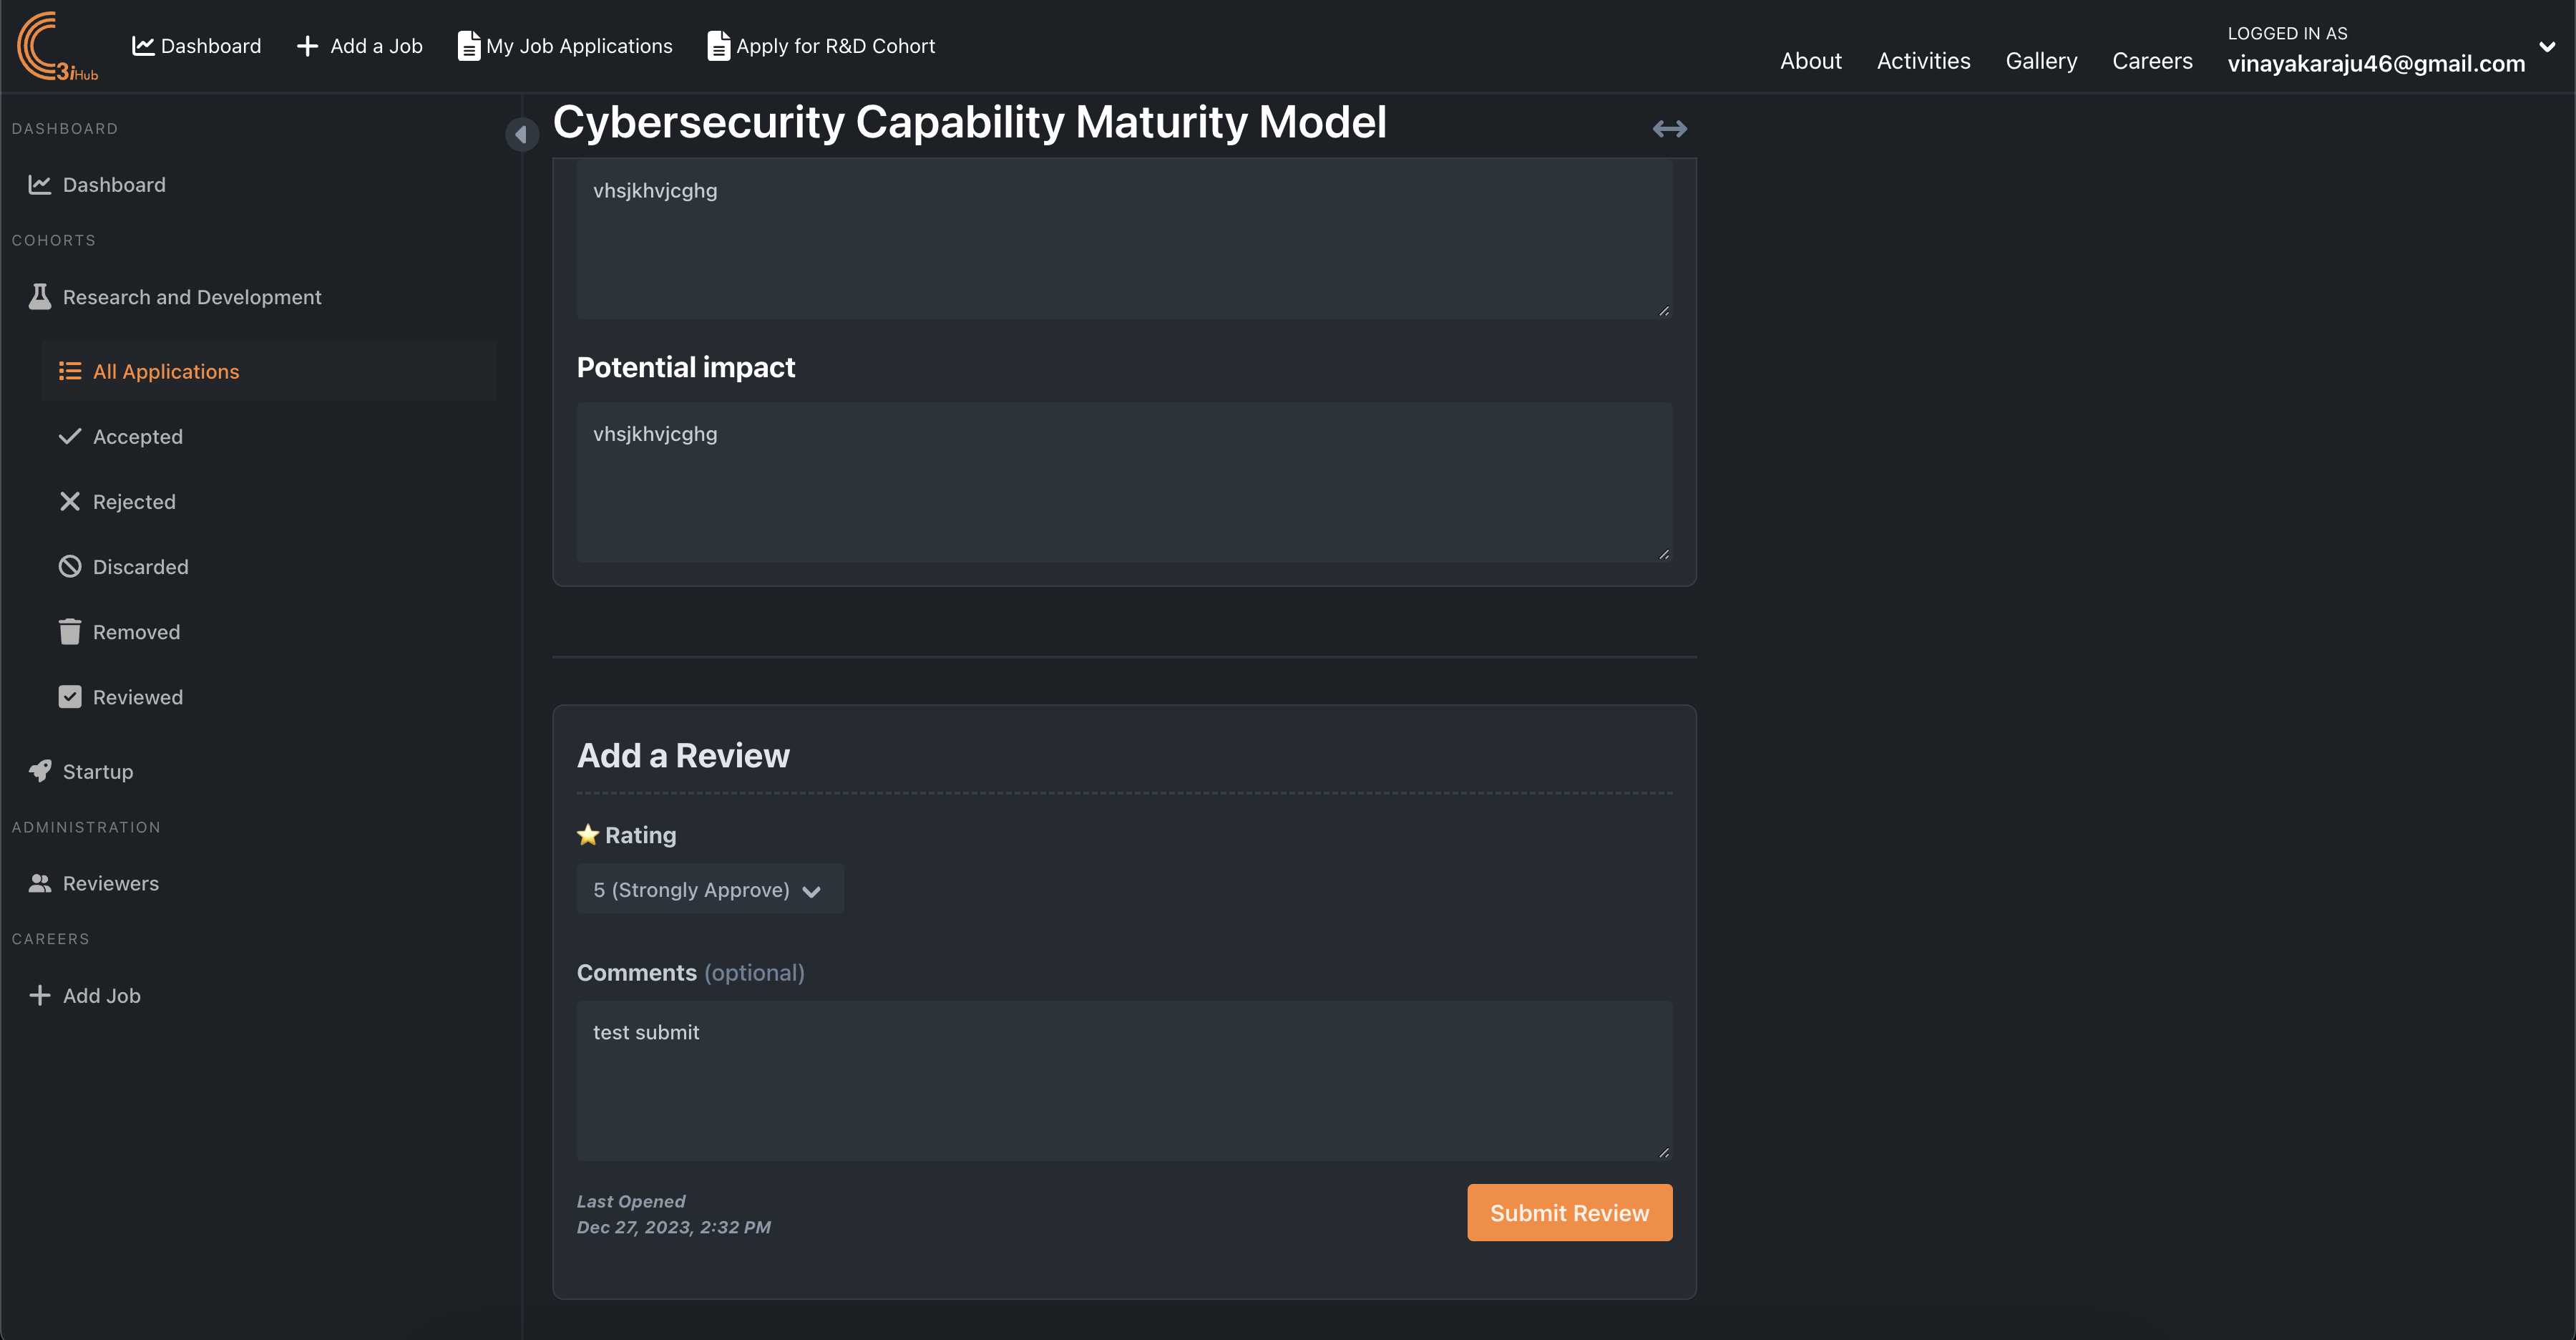 3iHub
Dashboard
Add a Job
My Job Applications
Apply for R&D Cohort
About
Activities
Gallery
Careers
LOGGED IN AS
vinayakaraju46@gmail.com
DASHBOARD
Dashboard
COHORTS
Research and Development
All Applications
Accepted
Rejected
Discarded
Removed
Reviewed
Startup
ADMINISTRATION
Reviewers
CAREERS
Add Job
Cybersecurity Capability Maturity Model
vhsjkhvjcghg
Potential impact
vhsjkhvjcghg
Add a Review
Rating
5 (Strongly Approve)
Comments (optional)
test submit
Last Opened
Dec 27, 2023, 2:32 PM
Submit Review